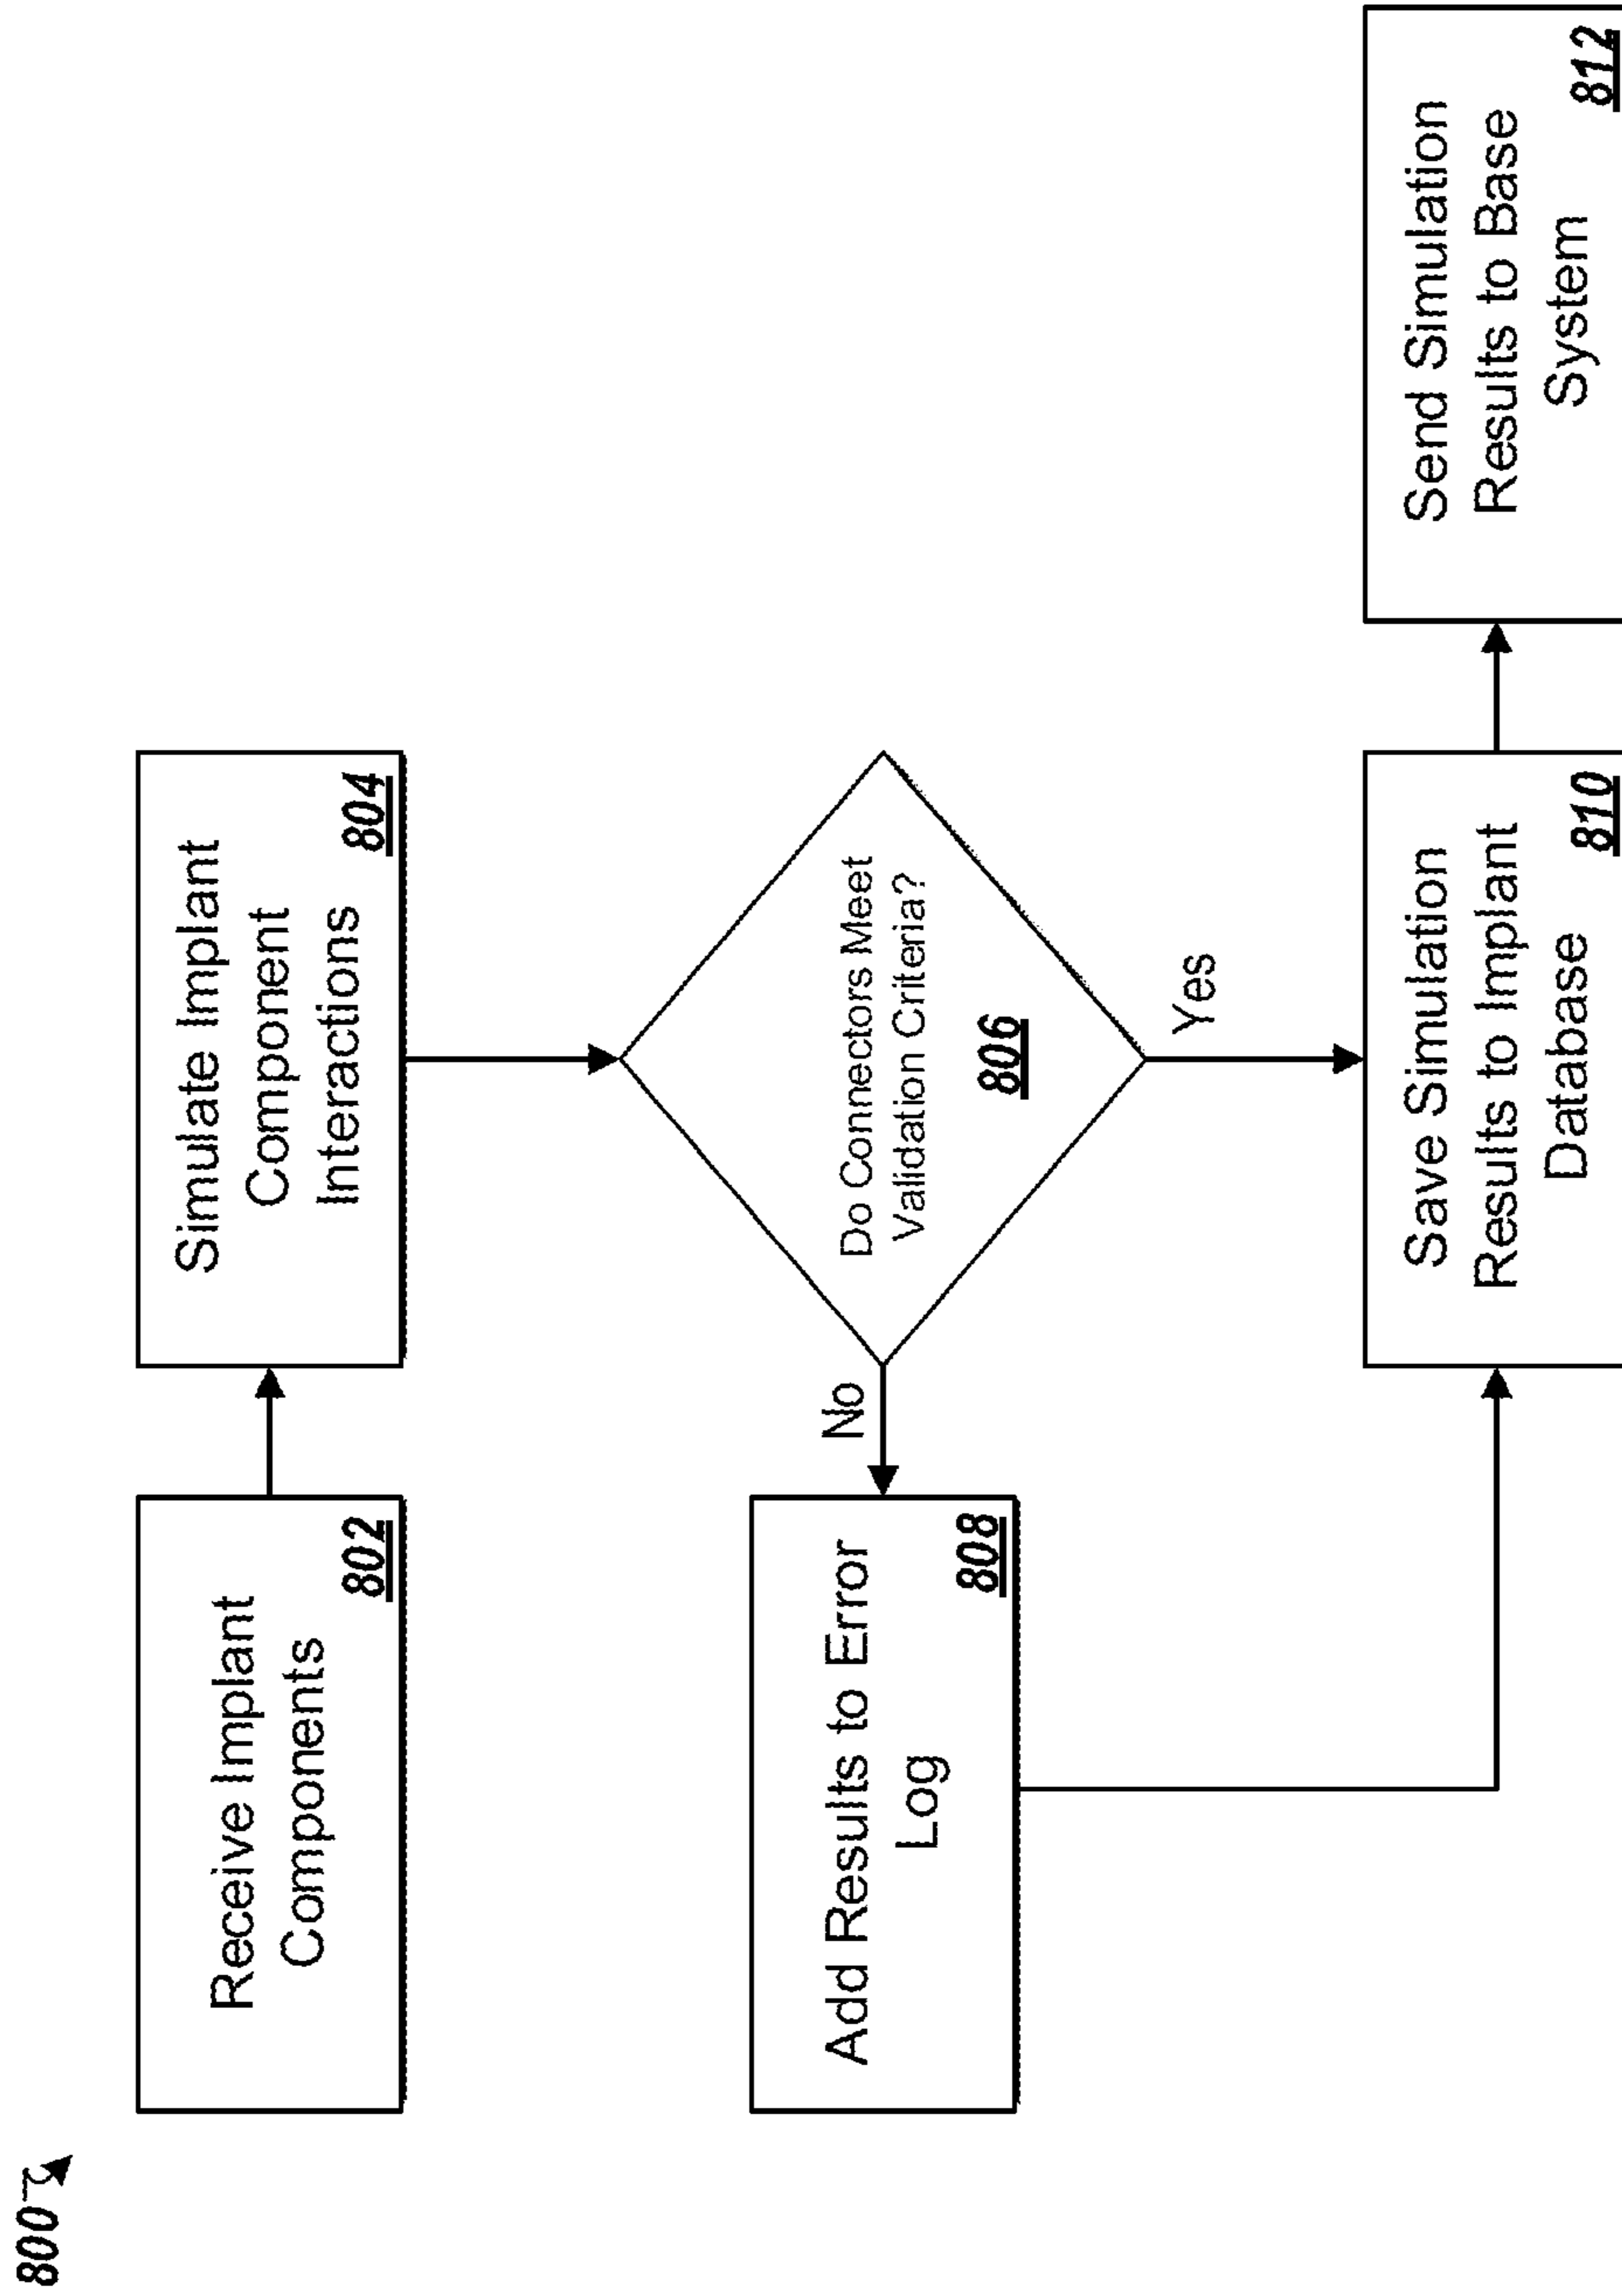 800
Receive Implant
Components
802
Simulate Implant
Component
Interactions
804
Add Results to Error
Log
808
No
Do Connectors Meet
Validation Criteria?
806
Yes
Save Simulation
Results to Implant
Database
810
Send Simulation
Results to Base
System
812